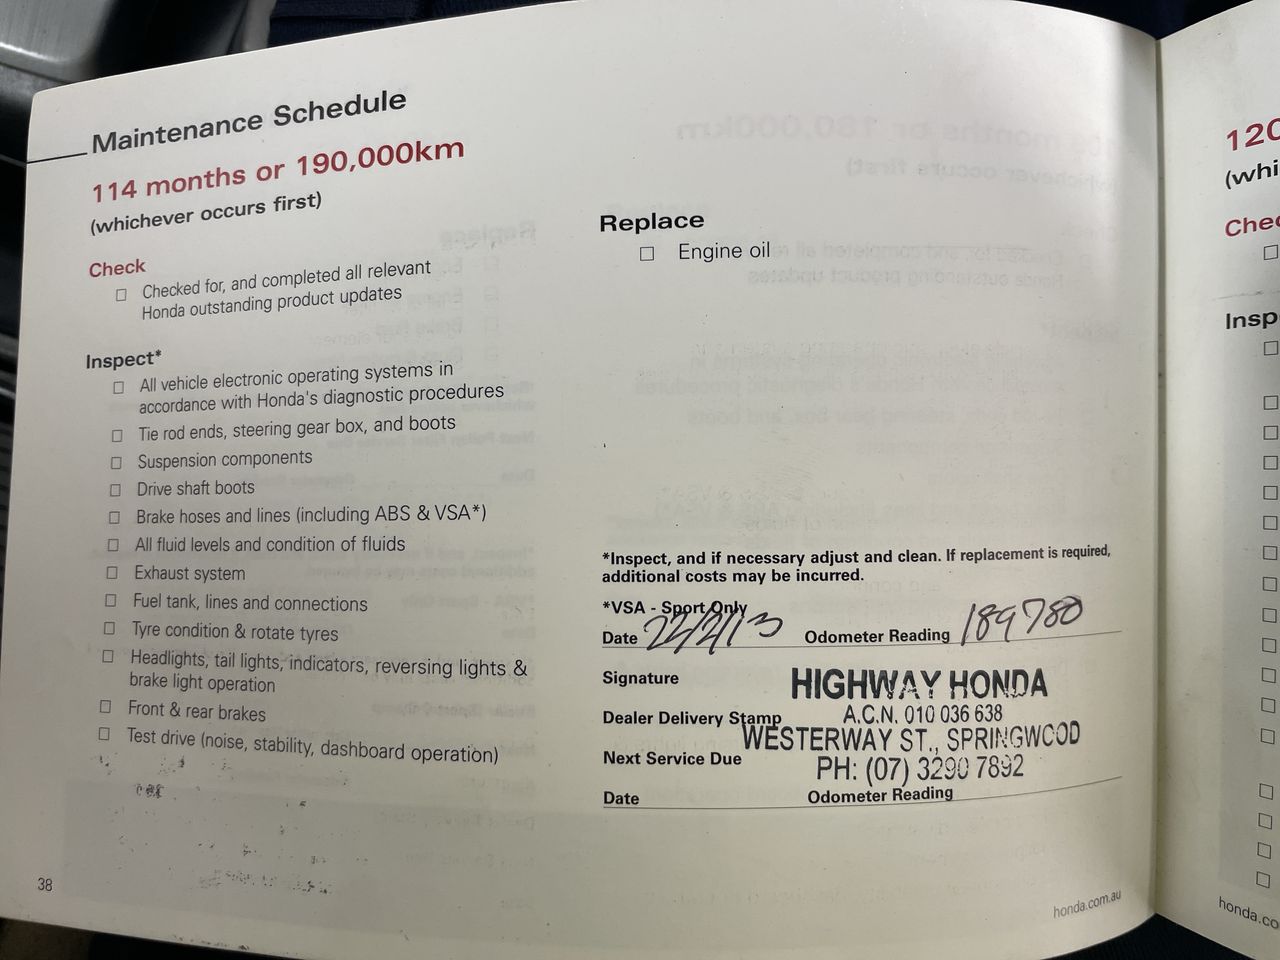 Maintenance Schedule
114 months or 190,000km
(whichever occurs first)
Check
☐ Checked for, and completed all relevant
Honda outstanding product updates
Inspect*
☐ All vehicle electronic operating systems in
accordance with Honda's diagnostic procedures
☐ Tie rod ends, steering gear box, and boots
☐ Suspension components
☐ Drive shaft boots
☐ Brake hoses and lines (including ABS & VSA*)
☐ All fluid levels and condition of fluids
☐ Exhaust system
☐ Fuel tank, lines and connections
☐ Tyre condition & rotate tyres
☐ Headlights, tail lights, indicators, reversing lights &
brake light operation
☐ Front & rear brakes
☐ Test drive (noise, stability, dashboard operation)
38
Replace
☐ Engine oil
*Inspect, and if necessary adjust and clean. If replacement is required,
additional costs may be incurred.
*VSA - Sport Only
Date 22/2/13 Odometer Reading 189780
Signature
HIGHWAY HONDA
Dealer Delivery Stamp A.C.N. 010 036 638
WESTERWAY ST., SPRINGWOOD
Next Service Due PH: (07) 3290 7892
Date Odometer Reading
honda.com.au
120
(whi
Chec
Insp
honda.co